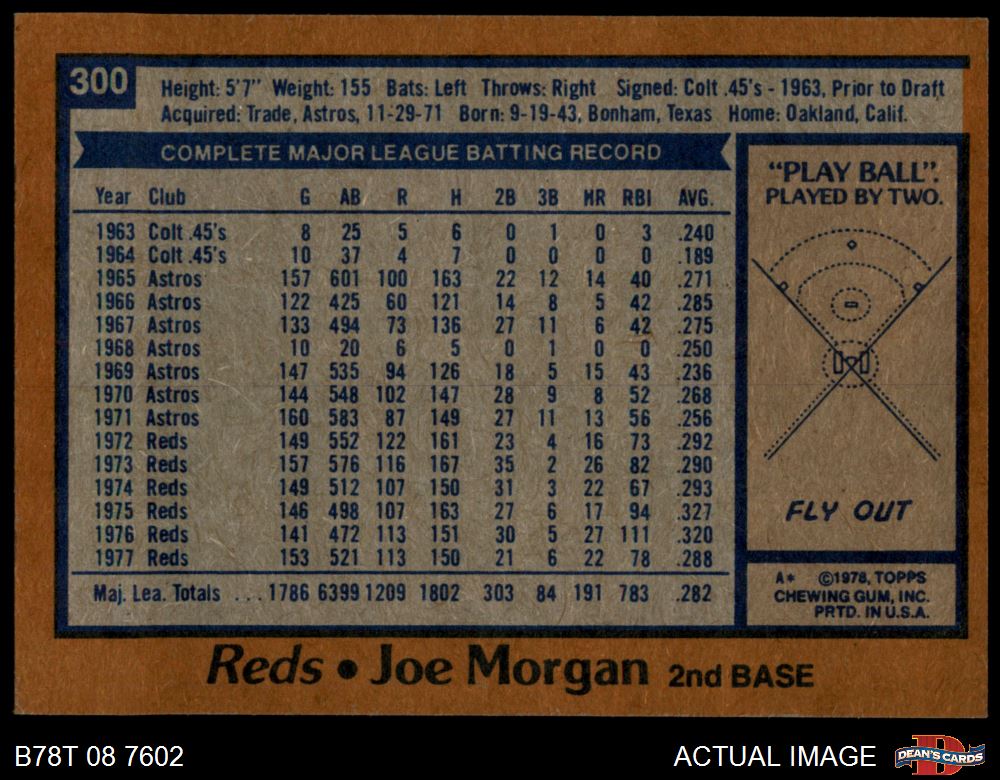 300
Height: 5'7" Weight: 155 Bats: Left Throws: Right Signed: Colt .45's - 1963, Prior to Draft
Acquired: Trade, Astros, 11-29-71 Born: 9-19-43, Bonham, Texas Home: Oakland, Calif.
COMPLETE MAJOR LEAGUE BATTING RECORD
Year Club G AB R H 2B 3B HR RBI AVG.
1963 Colt .45's 8 25 5 6 0 1 0 3 .240
1964 Colt .45's 10 37 4 7 0 0 0 0 .189
1965 Astros 157 601 100 163 22 12 14 40 .271
1966 Astros 122 425 60 121 14 8 5 42 .285
1967 Astros 133 494 73 136 27 11 6 42 .275
1968 Astros 10 20 6 5 0 1 0 0 .250
1969 Astros 147 535 94 126 18 5 15 43 .236
1970 Astros 144 548 102 147 28 9 8 52 .268
1971 Astros 160 583 87 149 27 11 13 56 .256
1972 Reds 149 552 122 161 23 4 16 73 .292
1973 Reds 157 576 116 167 35 2 26 82 .290
1974 Reds 149 512 107 150 31 3 22 67 .293
1975 Reds 146 498 107 163 27 6 17 94 .327
1976 Reds 141 472 113 151 30 5 27 111 .320
1977 Reds 153 521 113 150 21 6 22 78 .288
Maj. Lea. Totals ... 1786 6399 1209 1802 303 84 191 783 .282
"PLAY BALL".
PLAYED BY TWO.
FLY OUT
A* ©1978, TOPPS
CHEWING GUM, INC.
PRTD. IN U.S.A.
Reds • Joe Morgan 2nd BASE
B78T 08 7602
ACTUAL IMAGE
D
DEAN'S CARDS